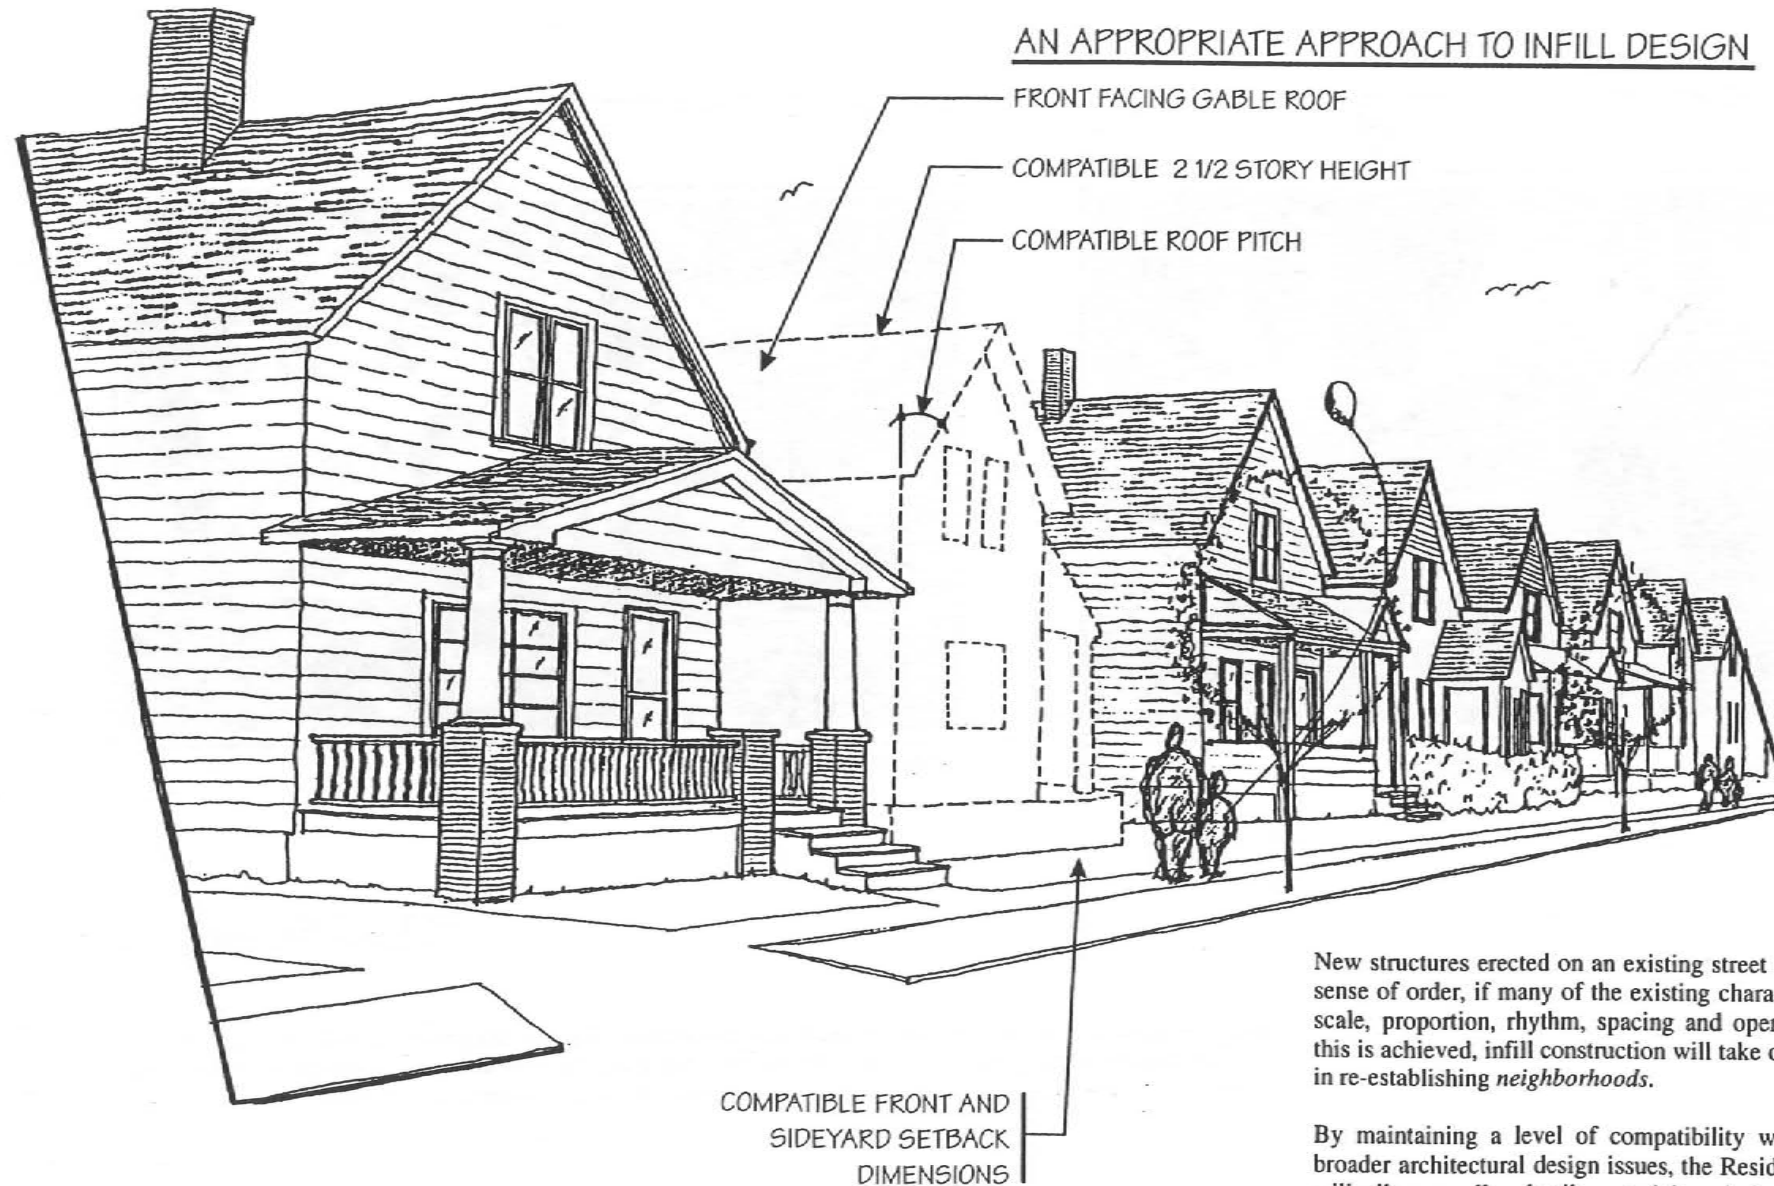 AN APPROPRIATE APPROACH TO INFILL DESIGN
FRONT FACING GABLE ROOF
COMPATIBLE 2 1/2 STORY HEIGHT
COMPATIBLE ROOF PITCH
COMPATIBLE FRONT AND
SIDEYARD SETBACK
DIMENSIONS
New structures erected on an existing street
sense of order, if many of the existing
scale, proportion, rhythm, spacing and
this is achieved, infill construction will take
in re-establishing neighborhoods.
By maintaining a level of compatibility
broader architectural design issues, the